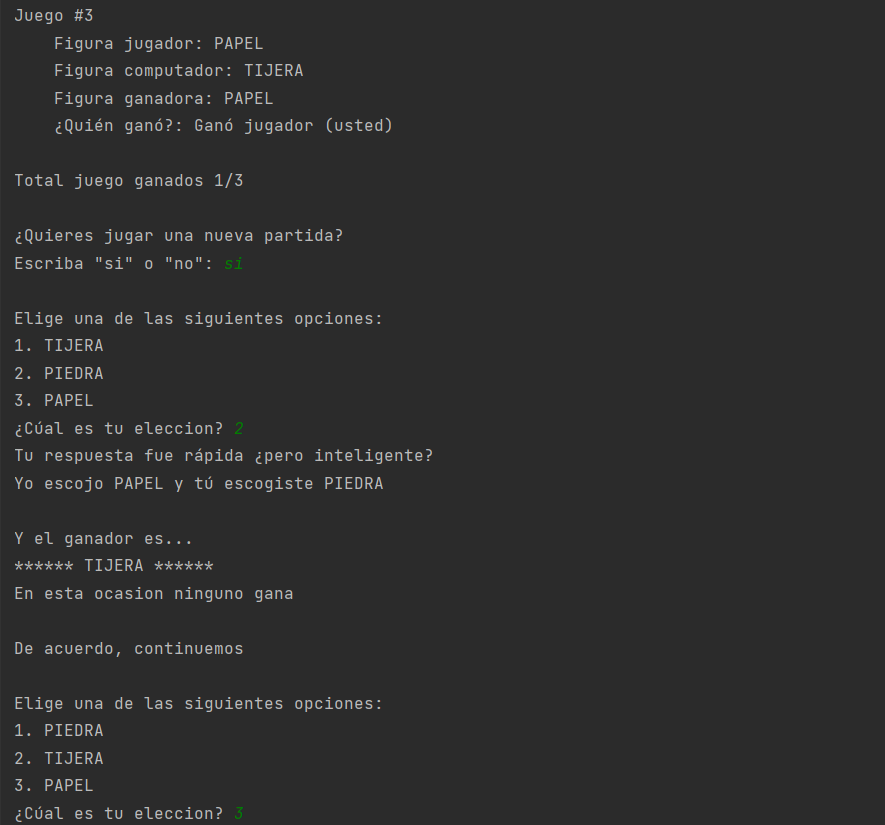 Juego #3
Figura jugador: PAPEL
Figura computador: TIJERA
Figura ganadora: PAPEL
¿Quién ganó?: Ganó jugador (usted)
Total juego ganados 1/3
¿Quieres jugar una nueva partida?
Escriba "si" o "no": si
Elige una de las siguientes opciones:
1. TIJERA
2. PIEDRA
3. PAPEL
¿Cúal es tu eleccion? 2
Tu respuesta fue rápida ¿pero inteligente?
Yo escojo PAPEL y tú escogiste PIEDRA
Y el ganador es...
****** TIJERA ******
En esta ocasion ninguno gana
De acuerdo, continuemos
Elige una de las siguientes opciones:
1. PIEDRA
2. TIJERA
3. PAPEL
¿Cúal es tu eleccion? 3